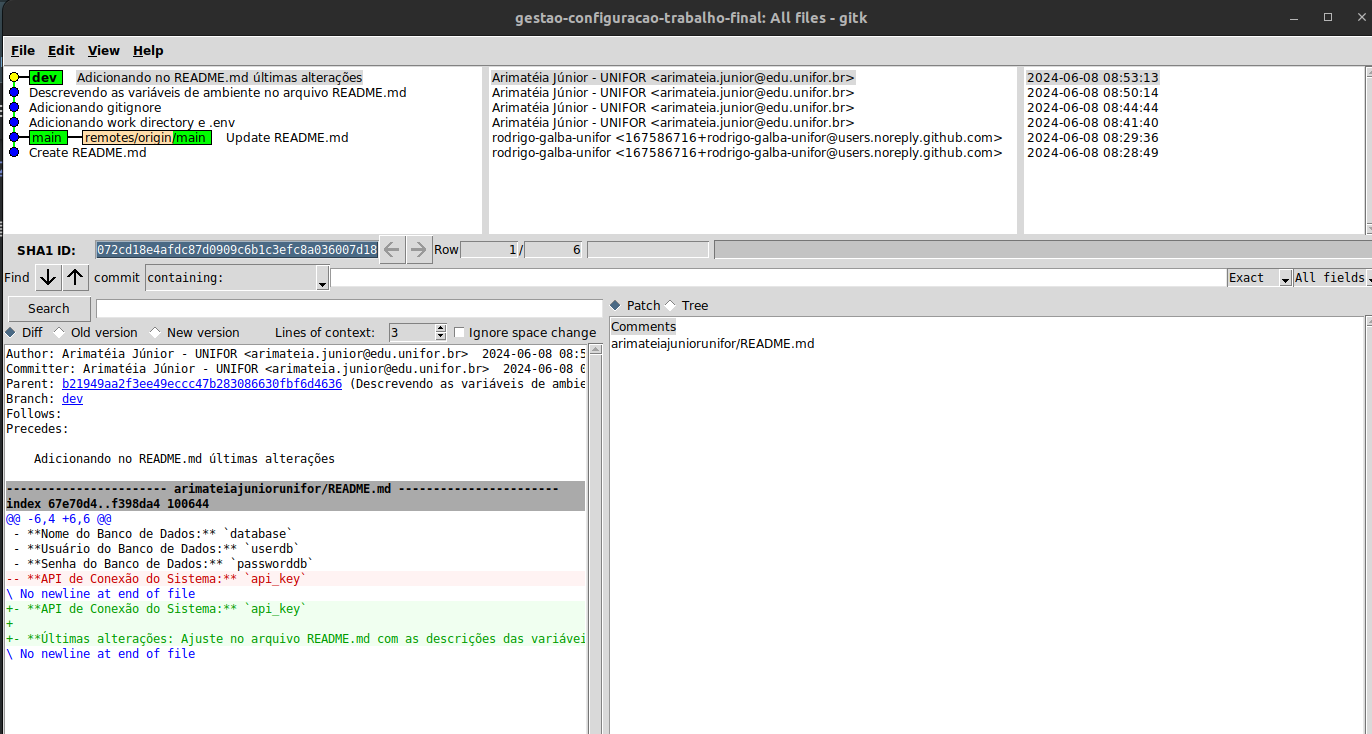 gestao-configuracao-trabalho-final: All files - gitk
File Edit View Help
dev Adicionando no README.md últimas alterações Arimatéia Júnior - UNIFOR <arimateia.junior@edu.unifor.br> 2024-06-08 08:53:13
Descrevendo as variáveis de ambiente no arquivo README.md Arimatéia Júnior - UNIFOR <arimateia.junior@edu.unifor.br> 2024-06-08 08:50:14
Adicionando gitignore Arimatéia Júnior - UNIFOR <arimateia.junior@edu.unifor.br> 2024-06-08 08:44:44
Adicionando work directory e .env Arimatéia Júnior - UNIFOR <arimateia.junior@edu.unifor.br> 2024-06-08 08:41:40
main remotes/origin/main Update README.md rodrigo-galba-unifor <167586716+rodrigo-galba-unifor@users.noreply.github.com> 2024-06-08 08:29:36
Create README.md rodrigo-galba-unifor <167586716+rodrigo-galba-unifor@users.noreply.github.com> 2024-06-08 08:28:49
SHA1 ID: 072cd18e4afdc87d0909c6b1c3efc8a036007d18 Row 1 / 6
Find commit containing: Exact All fields
Search
Patch Tree
Diff Old version New version Lines of context: 3 Ignore space change
Comments
arimateiajuniorunifor/README.md
Author: Arimatéia Júnior - UNIFOR <arimateia.junior@edu.unifor.br> 2024-06-08 08:5
Committer: Arimatéia Júnior - UNIFOR <arimateia.junior@edu.unifor.br> 2024-06-08 0
Parent: b21949aa2f3ee49eccc47b283086630fbf6d4636 (Descrevendo as variáveis de ambie
Branch: dev
Follows:
Precedes:
Adicionando no README.md últimas alterações
----------------------- arimateiajuniorunifor/README.md -----------------------
index 67e70d4..f398da4 100644
@@ -6,4 +6,6 @@
- **Nome do Banco de Dados:** `database`
- **Usuário do Banco de Dados:** `userdb`
- **Senha do Banco de Dados:** `passworddb`
-- **API de Conexão do Sistema:** `api_key`
\ No newline at end of file
+- **API de Conexão do Sistema:** `api_key`
+
+- **Últimas alterações: Ajuste no arquivo README.md com as descrições das variávei
\ No newline at end of file